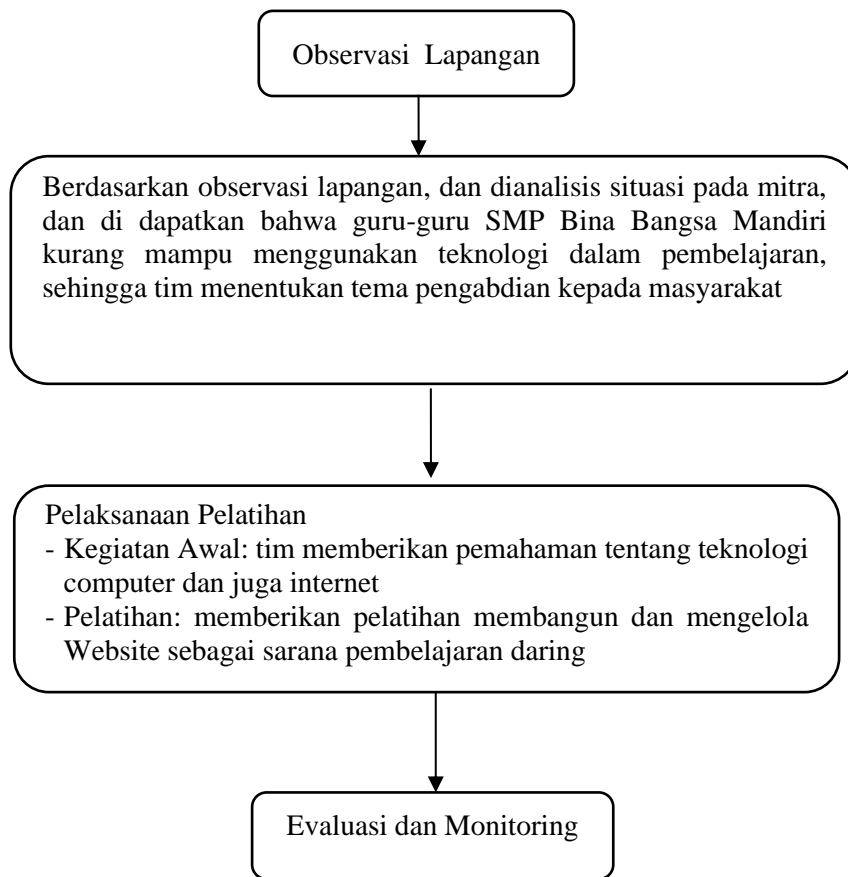 Observasi Lapangan
Berdasarkan observasi lapangan, dan dianalisis situasi pada mitra,
dan di dapatkan bahwa guru-guru SMP Bina Bangsa Mandiri
kurang mampu menggunakan teknologi dalam pembelajaran,
sehingga tim menentukan tema pengabdian kepada masyarakat
Pelaksanaan Pelatihan
- Kegiatan Awal: tim memberikan pemahaman tentang teknologi
computer dan juga internet
- Pelatihan: memberikan pelatihan membangun dan mengelola
Website sebagai sarana pembelajaran daring
Evaluasi dan Monitoring